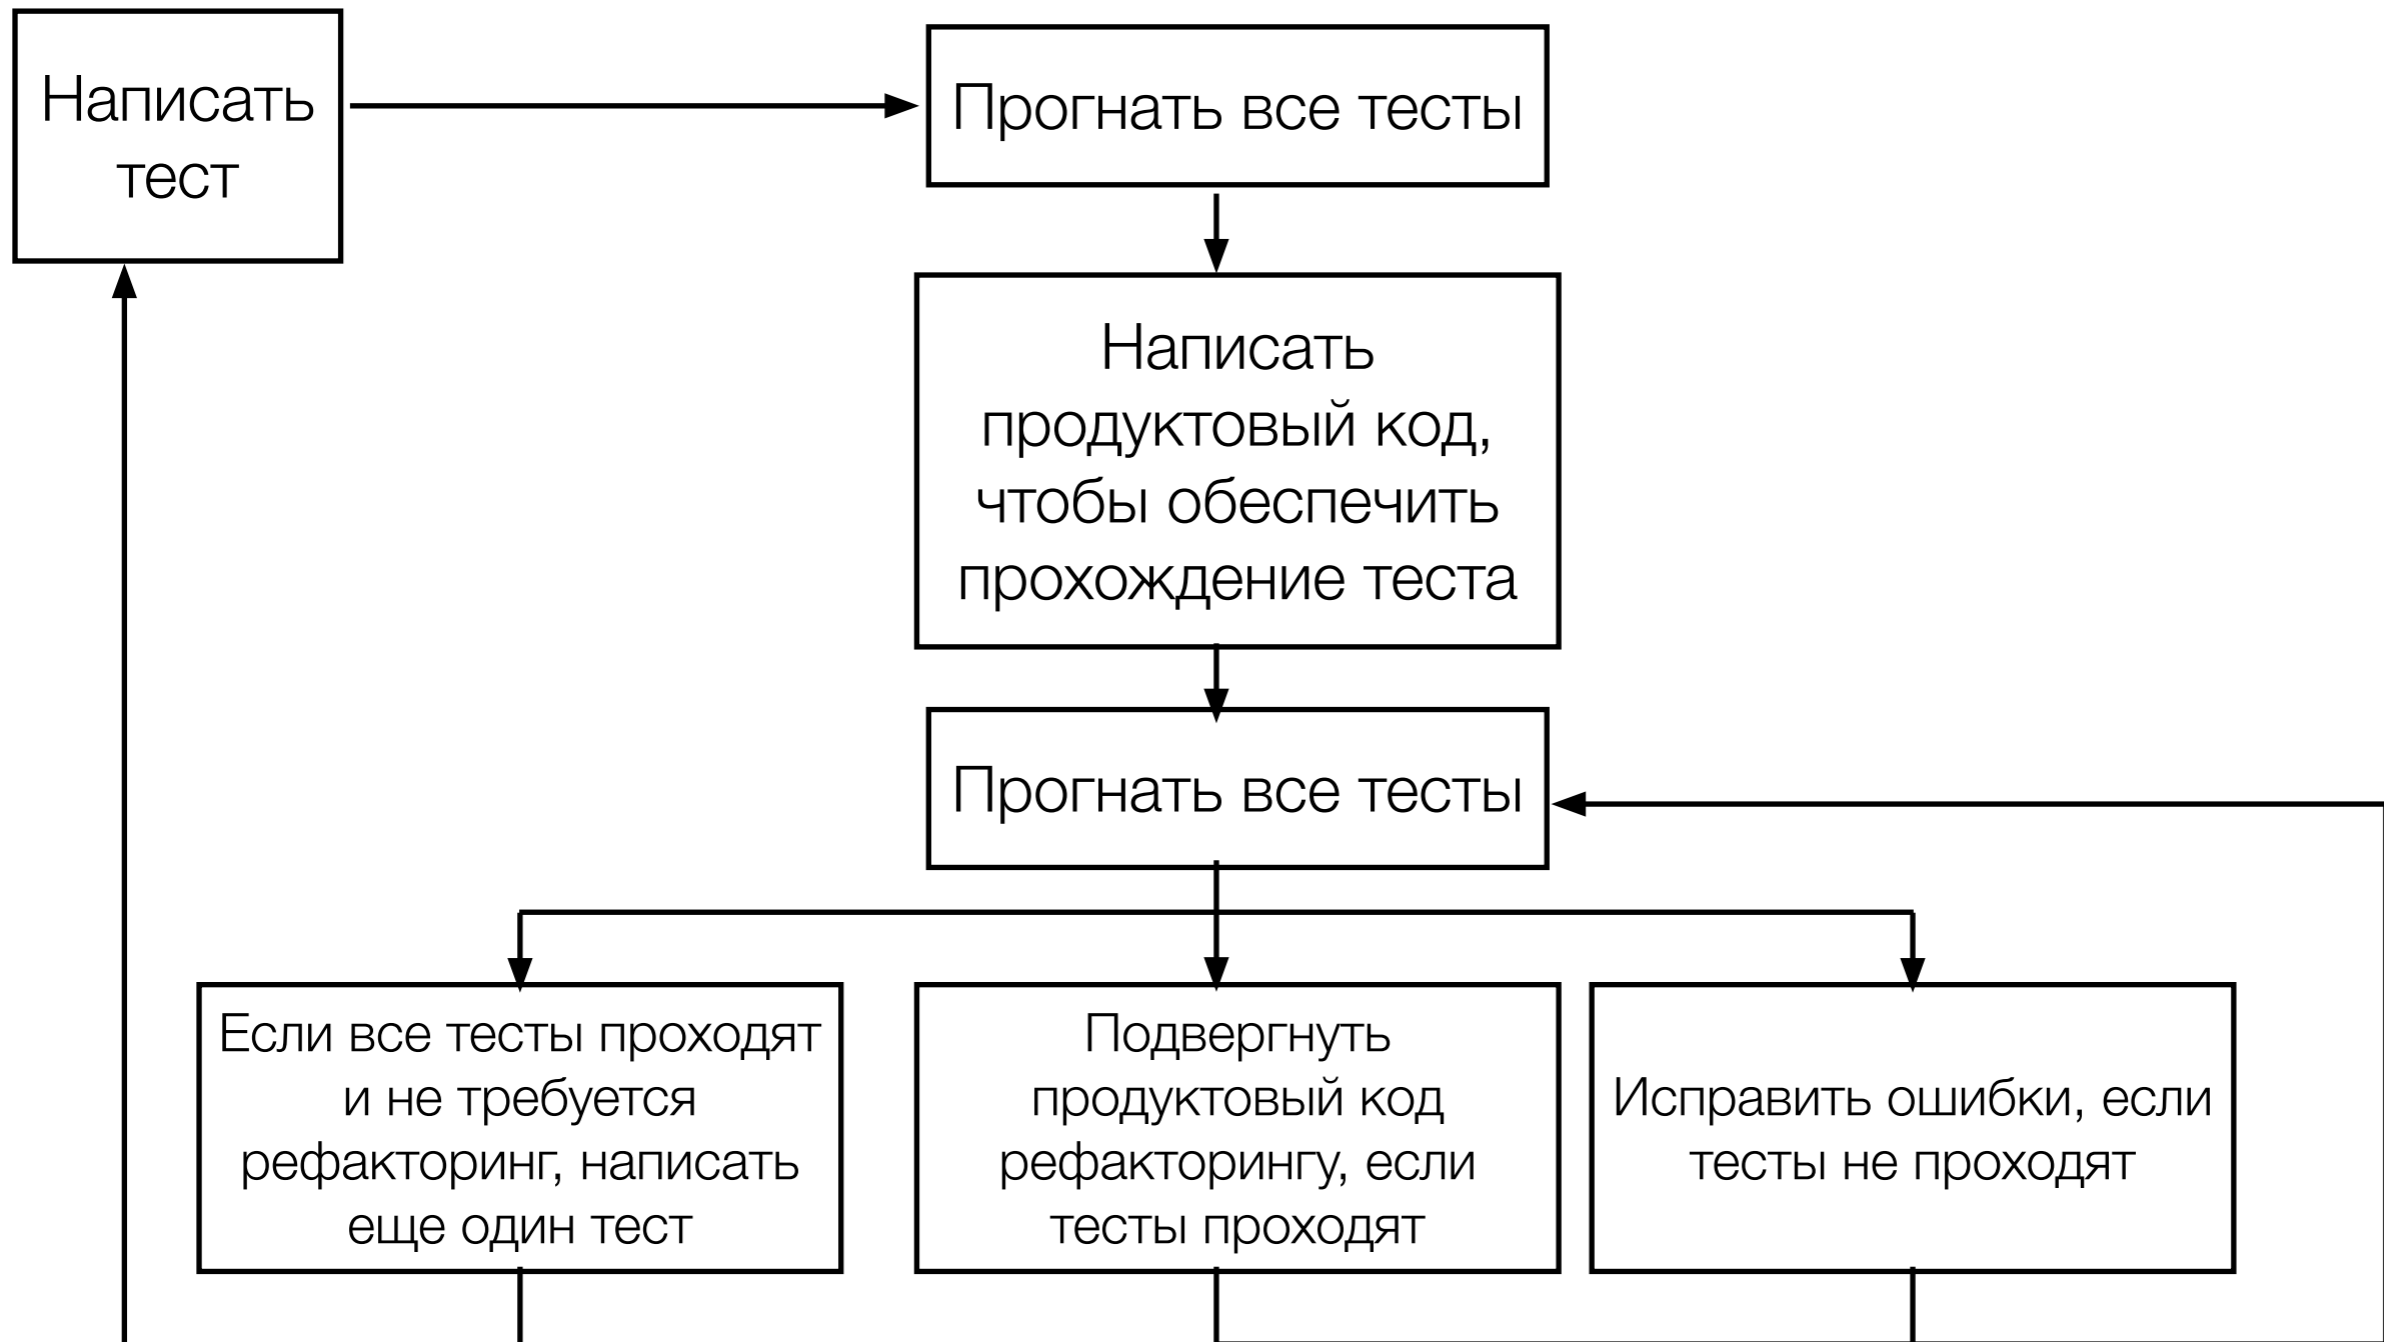 Написать
тест
Прогнать все тесты
Написать
продуктовый код,
чтобы обеспечить
прохождение теста
Прогнать все тесты
Если все тесты проходят
и не требуется
рефакторинг, написать
еще один тест
Подвергнуть
продуктовый код
рефакторингу, если
тесты проходят
Исправить ошибки, если
тесты не проходят